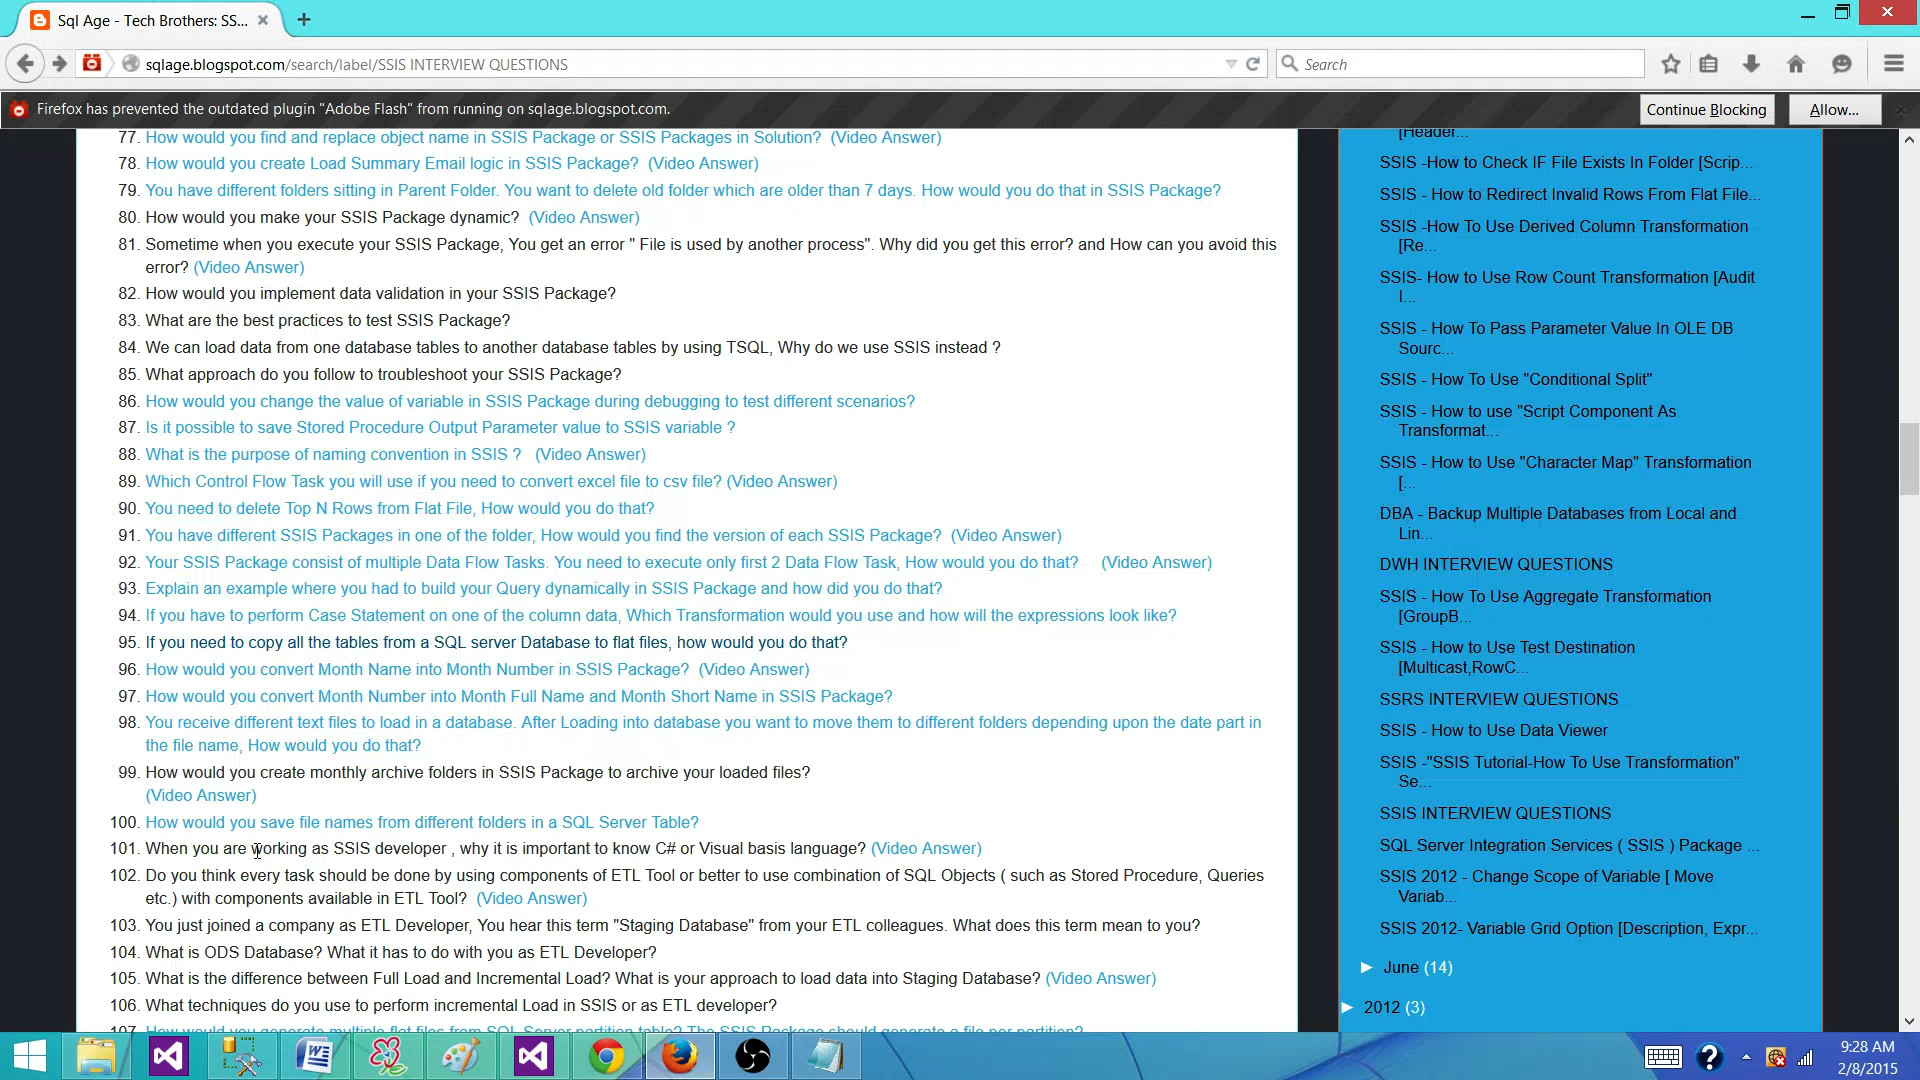 Sql Age - Tech Brothers: SS...
sqlage.blogspot.com/search/label/SSIS INTERVIEW QUESTIONS
Search
Firefox has prevented the outdated plugin "Adobe Flash" from running on sqlage.blogspot.com.
Continue Blocking
Allow...
77. How would you find and replace object name in SSIS Package or SSIS Packages in Solution? (Video Answer)
78. How would you create Load Summary Email logic in SSIS Package? (Video Answer)
79. You have different folders sitting in Parent Folder. You want to delete old folder which are older than 7 days. How would you do that in SSIS Package?
80. How would you make your SSIS Package dynamic? (Video Answer)
81. Sometime when you execute your SSIS Package, You get an error " File is used by another process". Why did you get this error? and How can you avoid this
error? (Video Answer)
82. How would you implement data validation in your SSIS Package?
83. What are the best practices to test SSIS Package?
84. We can load data from one database tables to another database tables by using TSQL, Why do we use SSIS instead ?
85. What approach do you follow to troubleshoot your SSIS Package?
86. How would you change the value of variable in SSIS Package during debugging to test different scenarios?
87. Is it possible to save Stored Procedure Output Parameter value to SSIS variable ?
88. What is the purpose of naming convention in SSIS ? (Video Answer)
89. Which Control Flow Task you will use if you need to convert excel file to csv file? (Video Answer)
90. You need to delete Top N Rows from Flat File, How would you do that?
91. You have different SSIS Packages in one of the folder, How would you find the version of each SSIS Package? (Video Answer)
92. Your SSIS Package consist of multiple Data Flow Tasks. You need to execute only first 2 Data Flow Task, How would you do that? (Video Answer)
93. Explain an example where you had to build your Query dynamically in SSIS Package and how did you do that?
94. If you have to perform Case Statement on one of the column data, Which Transformation would you use and how will the expressions look like?
95. If you need to copy all the tables from a SQL server Database to flat files, how would you do that?
96. How would you convert Month Name into Month Number in SSIS Package? (Video Answer)
97. How would you convert Month Number into Month Full Name and Month Short Name in SSIS Package?
98. You receive different text files to load in a database. After Loading into database you want to move them to different folders depending upon the date part in
the file name, How would you do that?
99. How would you create monthly archive folders in SSIS Package to archive your loaded files?
(Video Answer)
100. How would you save file names from different folders in a SQL Server Table?
101. When you are working as SSIS developer , why it is important to know C# or Visual basis language? (Video Answer)
102. Do you think every task should be done by using components of ETL Tool or better to use combination of SQL Objects ( such as Stored Procedure, Queries
etc.) with components available in ETL Tool? (Video Answer)
103. You just joined a company as ETL Developer, You hear this term "Staging Database" from your ETL colleagues. What does this term mean to you?
104. What is ODS Database? What it has to do with you as ETL Developer?
105. What is the difference between Full Load and Incremental Load? What is your approach to load data into Staging Database? (Video Answer)
106. What techniques do you use to perform incremental Load in SSIS or as ETL developer?
107. How would you generate multiple flat files from SQL Server partition table? The SSIS Package should generate a file per partition?
[Header...
SSIS -How to Check IF File Exists In Folder [Scrip...
SSIS - How to Redirect Invalid Rows From Flat File...
SSIS -How To Use Derived Column Transformation
[Re...
SSIS- How to Use Row Count Transformation [Audit
I...
SSIS - How To Pass Parameter Value In OLE DB
Sourc...
SSIS - How To Use "Conditional Split"
SSIS - How to use "Script Component As
Transformat...
SSIS - How to Use "Character Map" Transformation
[...
DBA - Backup Multiple Databases from Local and
Lin...
DWH INTERVIEW QUESTIONS
SSIS - How To Use Aggregate Transformation
[GroupB...
SSIS - How to Use Test Destination
[Multicast,RowC...
SSRS INTERVIEW QUESTIONS
SSIS - How to Use Data Viewer
SSIS -"SSIS Tutorial-How To Use Transformation"
Se...
SSIS INTERVIEW QUESTIONS
SQL Server Integration Services ( SSIS ) Package ...
SSIS 2012 - Change Scope of Variable [ Move
Variab...
SSIS 2012- Variable Grid Option [Description, Expr...
► June (14)
► 2012 (3)
9:28 AM
2/8/2015